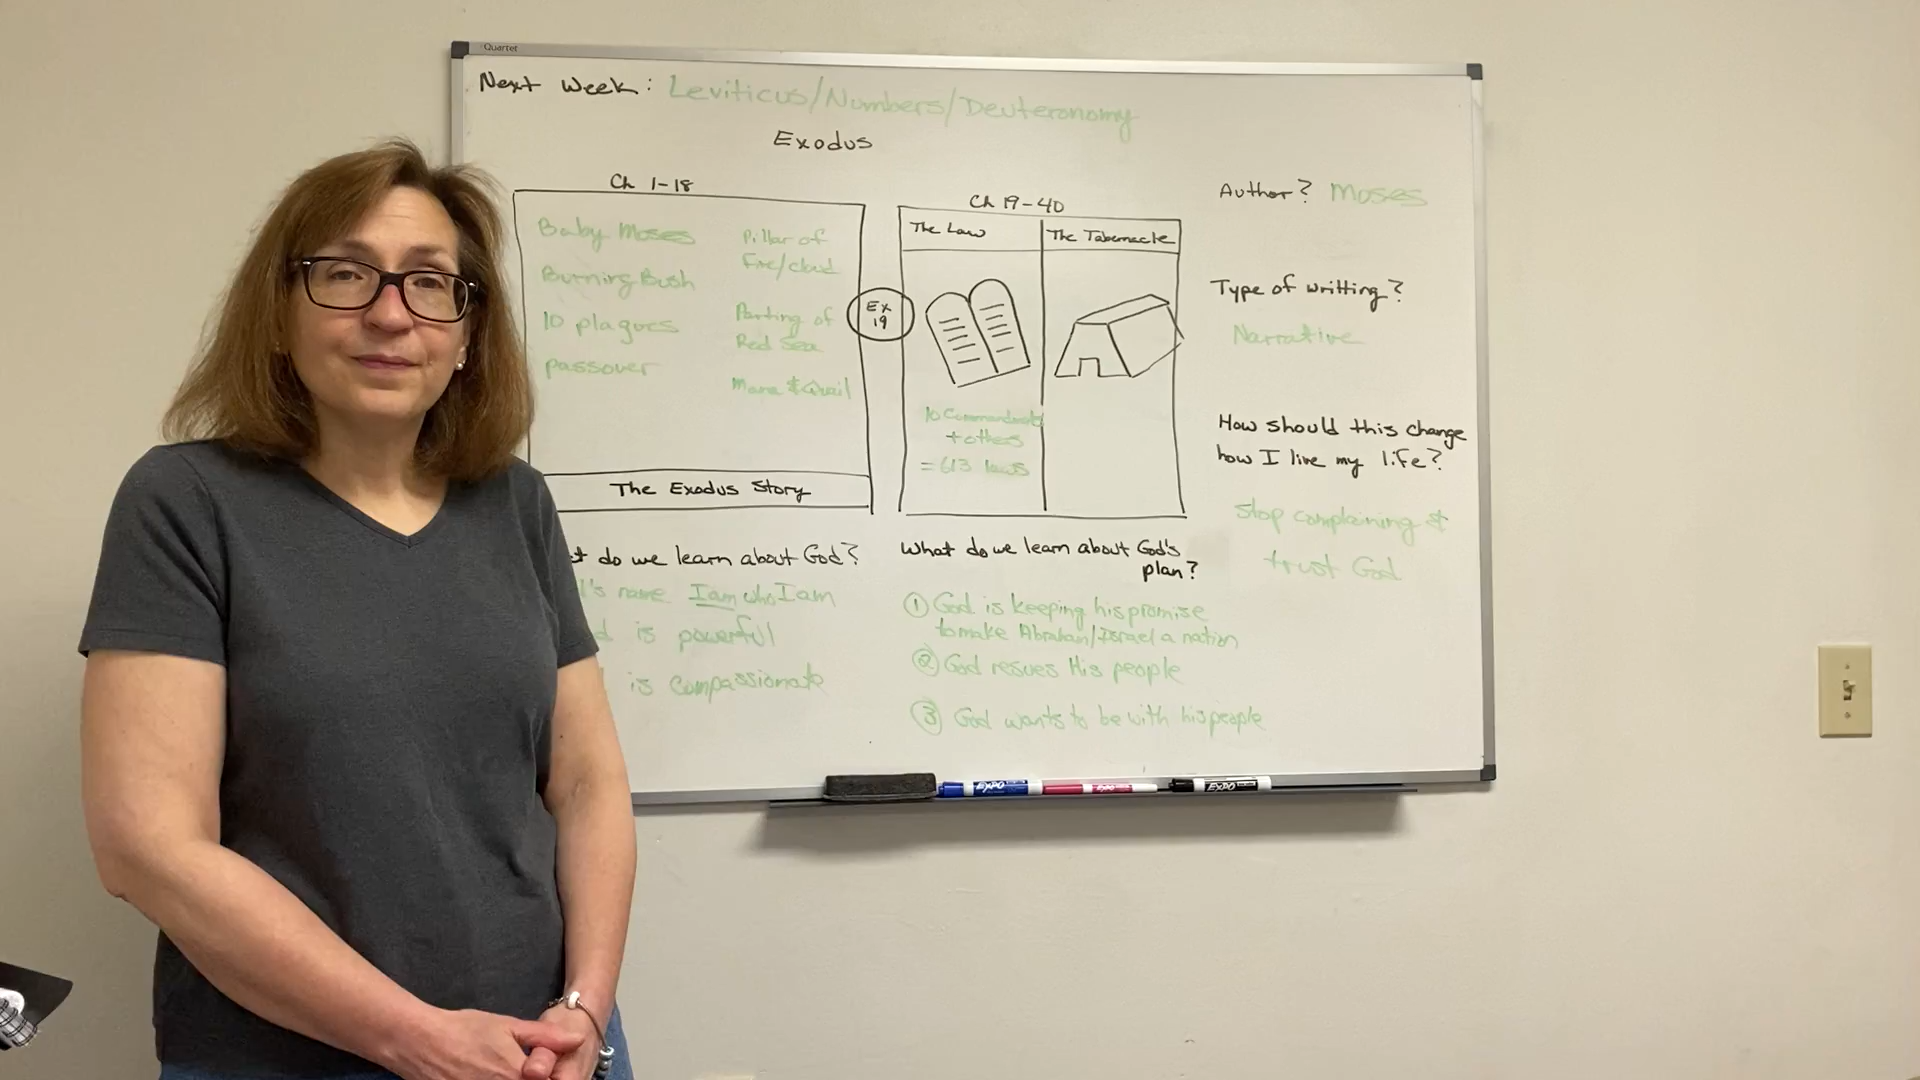 Quartet
Next Week: Leviticus/Numbers/Deuteronomy
Exodus
Ch 1-18
Baby Moses
Burning Bush
10 plagues
passover
Pillar of
Fire/cloud
Parting of
Red Sea
Mana & Quail
The Exodus Story
Ex
19
Ch 19-40
The Law
The Tabernacle
10 Commandments
+ others
= 613 laws
Author? Moses
Type of writting?
Narrative
How should this change
how I live my life?
Stop complaining &
trust God
do we learn about God?
name I am who I am
is powerful
is compassionate
What do we learn about God's
plan?
① God is keeping his promise
to make Abraham/Israel a nation
② God resues His people
③ God wants to be with his people
EXPO
EXPO
EXPO